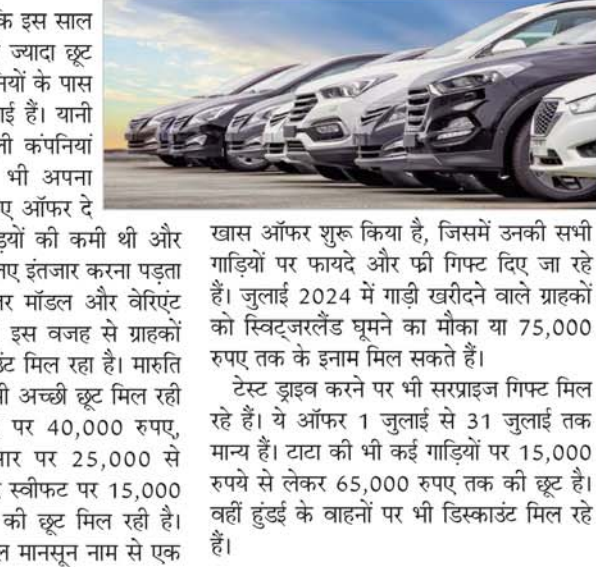 इस साल
ज्यादा छूट
के पास
हैं। यानी
कंपनियां
भी अपना
ऑफर दे
की कमी थी और
इंतजार करना पड़ता
मॉडल और वेरिएंट
इस वजह से ग्राहकों
मिल रहा है। मारुति
अच्छी छूट मिल रही
पर 40,000 रुपए,
पर 25,000 से
स्वीफट पर 15,000
की छूट मिल रही है।
मानसून नाम से एक
खास ऑफर शुरू किया है, जिसमें उनकी सभी
गाड़ियों पर फायदे और फ्री गिफ्ट दिए जा रहे
हैं। जुलाई 2024 में गाड़ी खरीदने वाले ग्राहकों
को स्विट्जरलैंड घूमने का मौका या 75,000
रुपए तक के इनाम मिल सकते हैं।
टेस्ट ड्राइव करने पर भी सरप्राइज गिफ्ट मिल
रहे हैं। ये ऑफर 1 जुलाई से 31 जुलाई तक
मान्य हैं। टाटा की भी कई गाड़ियों पर 15,000
रुपये से लेकर 65,000 रुपए तक की छूट है।
वहीं हुंडई के वाहनों पर भी डिस्काउंट मिल रहे
हैं।